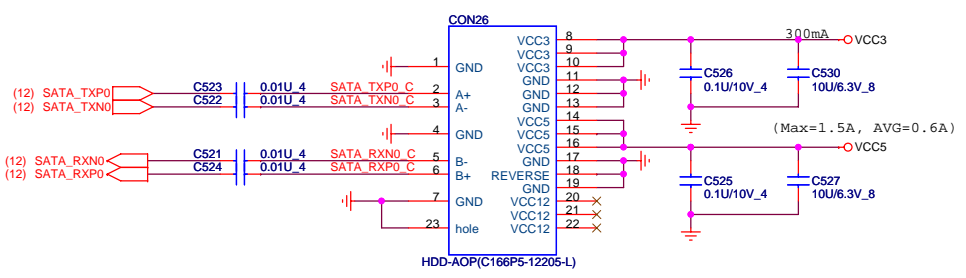 CON26
8 VCC3 300mA VCC3
9 VCC3
10 VCC3
1 GND
11 GND
C526
0.1U/10V_4
C530
10U/6.3V_8
(12) SATA_TXP0 C523 0.01U_4 SATA_TXP0_C 2 A+
12 GND
(12) SATA_TXN0 C522 0.01U_4 SATA_TXN0_C 3 A-
13 GND
14 VCC5
4 GND
15 VCC5
(Max=1.5A, AVG=0.6A)
16 VCC5 VCC5
(12) SATA_RXN0 C521 0.01U_4 SATA_RXN0_C 5 B-
17 GND
(12) SATA_RXP0 C524 0.01U_4 SATA_RXP0_C 6 B+
18 REVERSE
19 GND
C525
0.1U/10V_4
C527
10U/6.3V_8
7 GND
20 VCC12
21 VCC12
23 hole
22 VCC12
HDD-AOP(C166P5-12205-L)